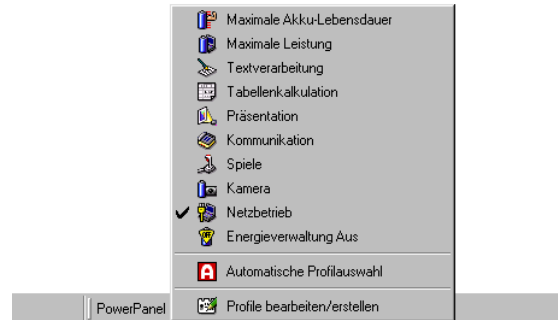 Maximale Akku-Lebensdauer
Maximale Leistung
Textverarbeitung
Tabellenkalkulation
Präsentation
Kommunikation
Spiele
Kamera
Netzbetrieb
OFF Energieverwaltung Aus
A Automatische Profilauswahl
PowerPanel Profile bearbeiten/erstellen